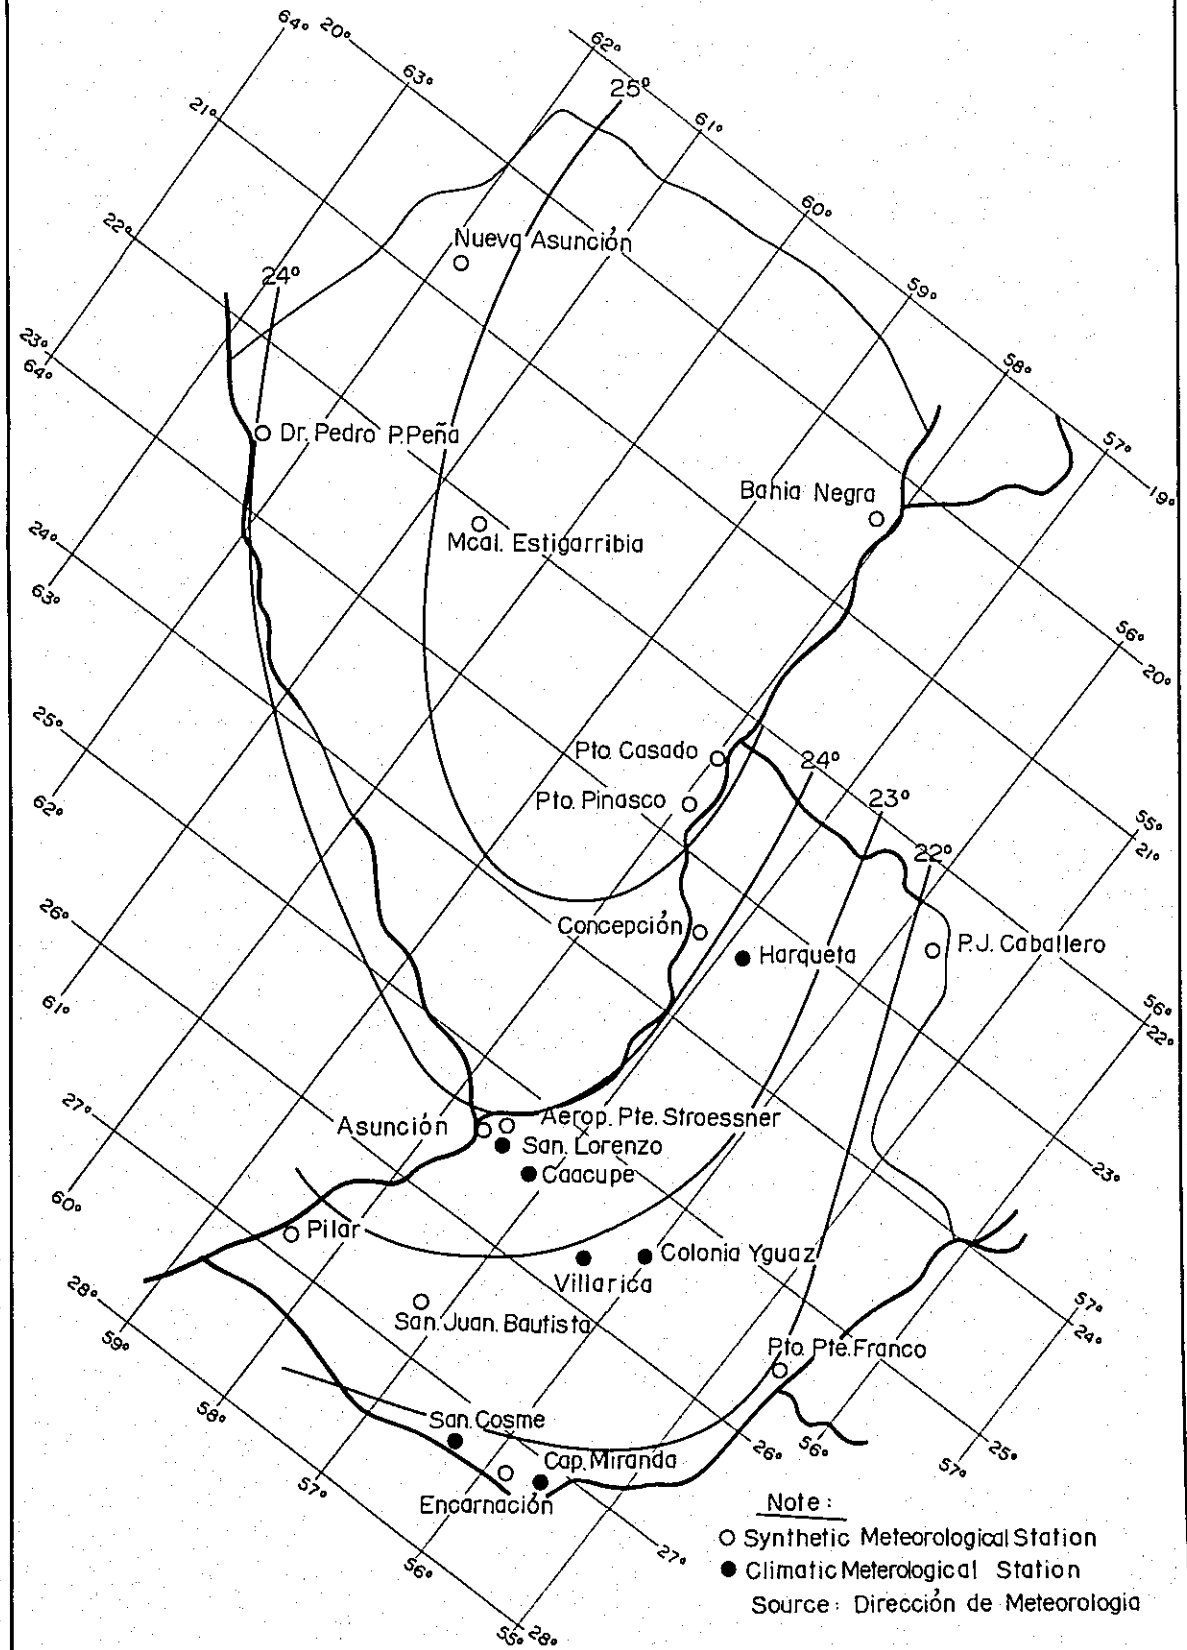 64° 20°
63°
62°
25°
61°
21°
60°
22°
Nueva Asunción
24°
59°
23°
64°
58°
57°
19°
Dr. Pedro P.Peña
Bahia Negra
Mcal. Estigarribia
24°
63°
56°
20°
25°
Pto. Casado
24°
Pto. Pinasco
23°
62°
55°
21°
22°
26°
Concepción
Harqueta
P.J. Caballero
61°
56°
22°
27°
Asunción
Aerop. Pte. Stroessner
San. Lorenzo
Caacupe
23°
60°
Pilar
Colonia Yguaz
Villarica
28°
59°
57°
24°
San. Juan. Bautista
Pto. Pte. Franco
58°
San. Cosme
26° 56°
25°
57°
Cap. Miranda
57°
Encarnación
27°
56°
55° 28°
Note :
Synthetic Meteorological Station
Climatic Meterological Station
Source : Dirección de Meteorologia